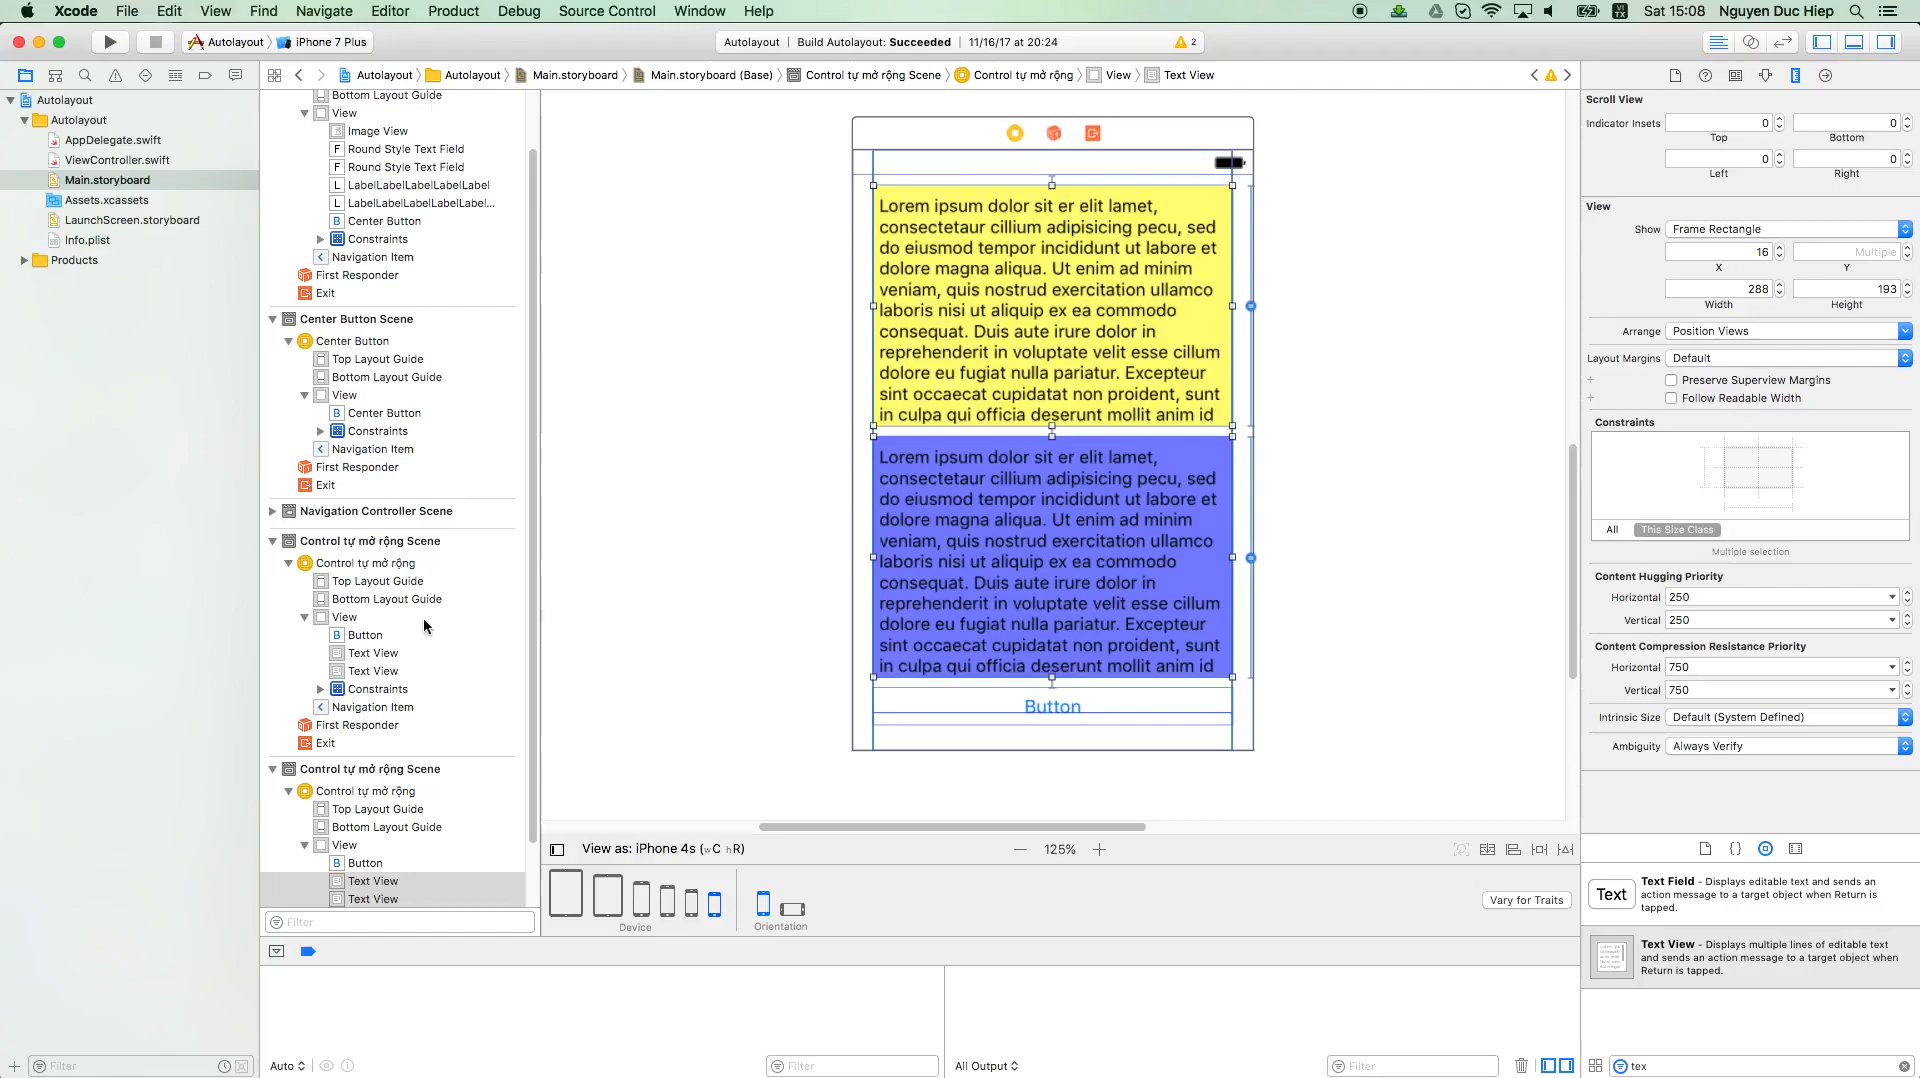 Xcode File Edit View Find Navigate Editor Product Debug Source Control Window Help
VI TX Sat 15:08 Nguyen Duc Hiep
Autolayout iPhone 7 Plus
Autolayout | Build Autolayout: Succeeded | 11/16/17 at 20:24 2
Autolayout Autolayout Main.storyboard Main.storyboard (Base) Control tự mở rộng Scene Control tự mở rộng View Text View
Autolayout
Autolayout
AppDelegate.swift
ViewController.swift
Main.storyboard
Assets.xcassets
LaunchScreen.storyboard
Info.plist
Products
Filter
Bottom Layout Guide
View
Image View
F Round Style Text Field
F Round Style Text Field
L LabelLabelLabelLabelLabel
L LabelLabelLabelLabelLabel...
B Center Button
Constraints
Navigation Item
First Responder
Exit
Center Button Scene
Center Button
Top Layout Guide
Bottom Layout Guide
View
B Center Button
Constraints
Navigation Item
First Responder
Exit
Navigation Controller Scene
Control tự mở rộng Scene
Control tự mở rộng
Top Layout Guide
Bottom Layout Guide
View
B Button
Text View
Text View
Constraints
Navigation Item
First Responder
Exit
Control tự mở rộng Scene
Control tự mở rộng
Top Layout Guide
Bottom Layout Guide
View
B Button
Text View
Text View
Filter
Lorem ipsum dolor sit er elit lamet,
consectetaur cillium adipisicing pecu, sed
do eiusmod tempor incididunt ut labore et
dolore magna aliqua. Ut enim ad minim
veniam, quis nostrud exercitation ullamco
laboris nisi ut aliquip ex ea commodo
consequat. Duis aute irure dolor in
reprehenderit in voluptate velit esse cillum
dolore eu fugiat nulla pariatur. Excepteur
sint occaecat cupidatat non proident, sunt
in culpa qui officia deserunt mollit anim id
Lorem ipsum dolor sit er elit lamet,
consectetaur cillium adipisicing pecu, sed
do eiusmod tempor incididunt ut labore et
dolore magna aliqua. Ut enim ad minim
veniam, quis nostrud exercitation ullamco
laboris nisi ut aliquip ex ea commodo
consequat. Duis aute irure dolor in
reprehenderit in voluptate velit esse cillum
dolore eu fugiat nulla pariatur. Excepteur
sint occaecat cupidatat non proident, sunt
in culpa qui officia deserunt mollit anim id
Button
View as: iPhone 4s (wC hR) — 125% +
Device Orientation
Vary for Traits
Auto Filter
All Output Filter
Scroll View
Indicator Insets 0 0
Top Bottom
0 0
Left Right
View
Show Frame Rectangle
16 Multiple
X Y
288 193
Width Height
Arrange Position Views
Layout Margins Default
Preserve Superview Margins
Follow Readable Width
Constraints
All This Size Class
Multiple selection
Content Hugging Priority
Horizontal 250
Vertical 250
Content Compression Resistance Priority
Horizontal 750
Vertical 750
Intrinsic Size Default (System Defined)
Ambiguity Always Verify
Text
Text Field - Displays editable text and sends an
action message to a target object when Return is
tapped.
Text View - Displays multiple lines of editable text
and sends an action message to a target object when
Return is tapped.
tex